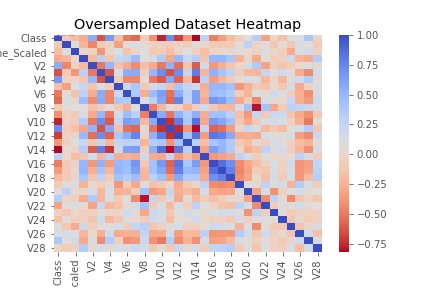 Oversampled Dataset Heatmap
Class
ne_Scaled
V2
V4
V6
V8
V10
V12
V14
V16
V18
V20
V22
V24
V26
V28
Class
caled
V2
V4
V6
V8
V10
V12
V14
V16
V18
V20
V22
V24
V26
V28
1.00
0.75
0.50
0.25
0.00
−0.25
−0.50
−0.75